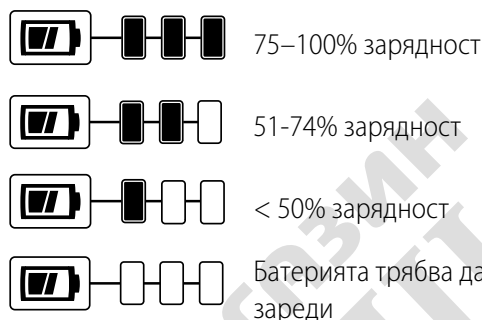 75–100% зарядност
51-74% зарядност
< 50% зарядност
Батерията трябва да
зареди